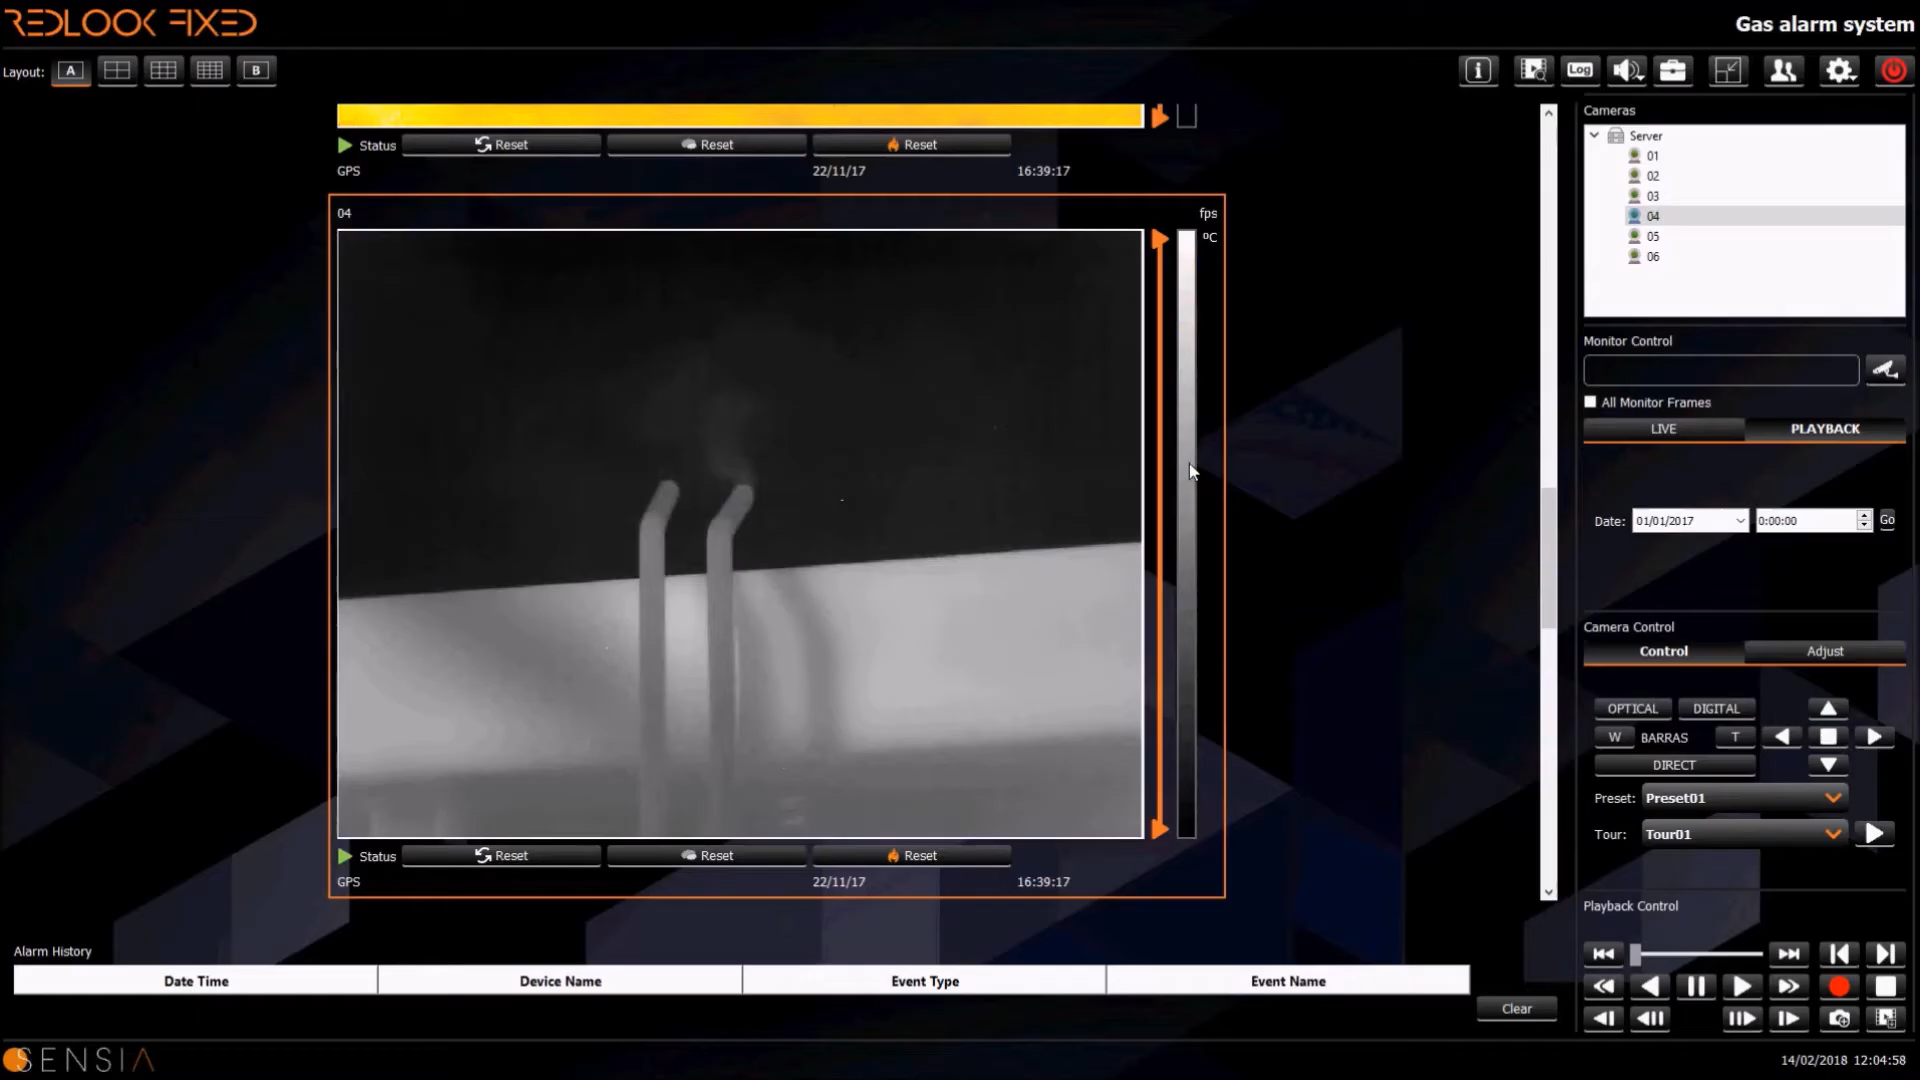 REDLOOK FIXED
Gas alarm system
Layout:
A
B
i
Log
Status
Reset
Reset
Reset
GPS
22/11/17
16:39:17
04
fps
ºC
Status
Reset
Reset
Reset
GPS
22/11/17
16:39:17
Cameras
Server
01
02
03
04
05
06
Monitor Control
All Monitor Frames
LIVE
PLAYBACK
Date:
01/01/2017
0:00:00
Go
Camera Control
Control
Adjust
OPTICAL
DIGITAL
W
BARRAS
T
DIRECT
Preset:
Preset01
Tour:
Tour01
Playback Control
Alarm History
Date Time
Device Name
Event Type
Event Name
Clear
SENSIA
14/02/2018 12:04:58